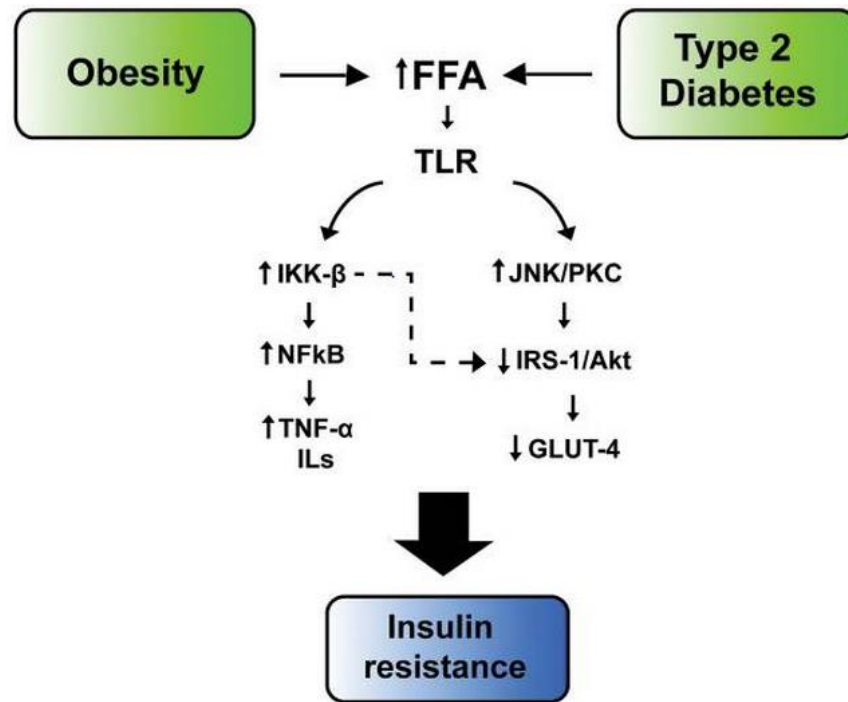 Obesity
↑FFA
Type 2
Diabetes
TLR
↑IKK-β
↑JNK/PKC
↑NFkB
↓IRS-1/Akt
↑TNF-α
ILs
↓GLUT-4
Insulin
resistance